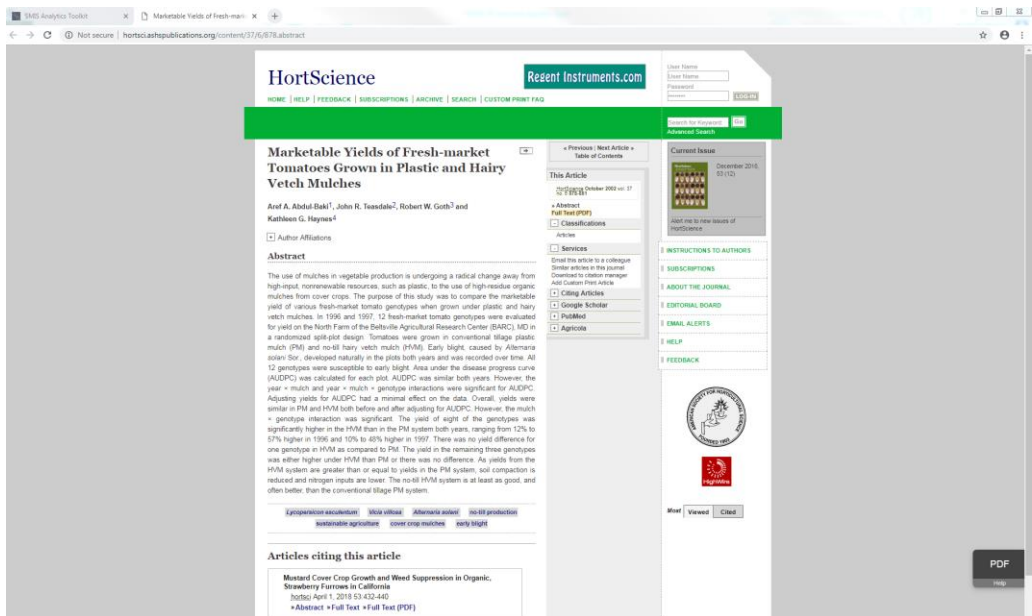 SMIS Analytics Toolkit
Marketable Yields of Fresh-mark
Not secure | hortsci.ashspublications.org/content/37/6/878.abstract
HortScience
Regent Instruments.com
HOME | HELP | FEEDBACK | SUBSCRIPTIONS | ARCHIVE | SEARCH | CUSTOM PRINT FAQ
User Name
User Name
Password
LOG IN
Search for Keyword
Go
Advanced Search
Marketable Yields of Fresh-market
Tomatoes Grown in Plastic and Hairy
Vetch Mulches
Aref A. Abdul-Baki1, John R. Teasdale2, Robert W. Goth3 and
Kathleen G. Haynes4
+ Author Affiliations
Abstract
The use of mulches in vegetable production is undergoing a radical change away from
high-input, nonrenewable resources, such as plastic, to the use of high-residue organic
mulches from cover crops. The purpose of this study was to compare the marketable
yield of various fresh-market tomato genotypes when grown under plastic and hairy
vetch mulches. In 1996 and 1997, 12 fresh-market tomato genotypes were evaluated
for yield on the North Farm of the Beltsville Agricultural Research Center (BARC), MD in
a randomized split-plot design. Tomatoes were grown in conventional tillage plastic
mulch (PM) and no-till hairy vetch mulch (HVM). Early blight, caused by Alternaria
solani Sor., developed naturally in the plots both years and was recorded over time. All
12 genotypes were susceptible to early blight. Area under the disease progress curve
(AUDPC) was calculated for each plot. AUDPC was similar both years. However, the
year × mulch and year × mulch × genotype interactions were significant for AUDPC.
Adjusting yields for AUDPC had a minimal effect on the data. Overall, yields were
similar in PM and HVM both before and after adjusting for AUDPC. However, the mulch
× genotype interaction was significant. The yield of eight of the genotypes was
significantly higher in the HVM than in the PM system both years, ranging from 12% to
57% higher in 1996 and 10% to 48% higher in 1997. There was no yield difference for
one genotype in HVM as compared to PM. The yield in the remaining three genotypes
was either higher under HVM than PM or there was no difference. As yields from the
HVM system are greater than or equal to yields in the PM system, soil compaction is
reduced and nitrogen inputs are lower. The no-till HVM system is at least as good, and
often better, than the conventional tillage PM system.
Lycopersicon esculentum Vicia villosa Alternaria solani no-till production
sustainable agriculture cover crop mulches early blight
Articles citing this article
Mustard Cover Crop Growth and Weed Suppression in Organic,
Strawberry Furrows in California
hortsci April 1, 2018 53:432-440
»Abstract »Full Text »Full Text (PDF)
« Previous | Next Article »
Table of Contents
This Article
HortScience October 2002 vol. 37
» Abstract
Full Text (PDF)
- Classifications
Articles
- Services
Email this article to a colleague
Similar articles in this journal
Download to citation manager
Add Custom Print Article
+ Citing Articles
+ Google Scholar
+ PubMed
+ Agricola
Current Issue
December 2018,
53 (12)
Alert me to new issues of
HortScience
INSTRUCTIONS TO AUTHORS
SUBSCRIPTIONS
ABOUT THE JOURNAL
EDITORIAL BOARD
EMAIL ALERTS
HELP
FEEDBACK
AMERICAN SOCIETY FOR HORTICULTURAL SCIENCE
FOUNDED 1903
HighWire
Most Viewed Cited
PDF
Help